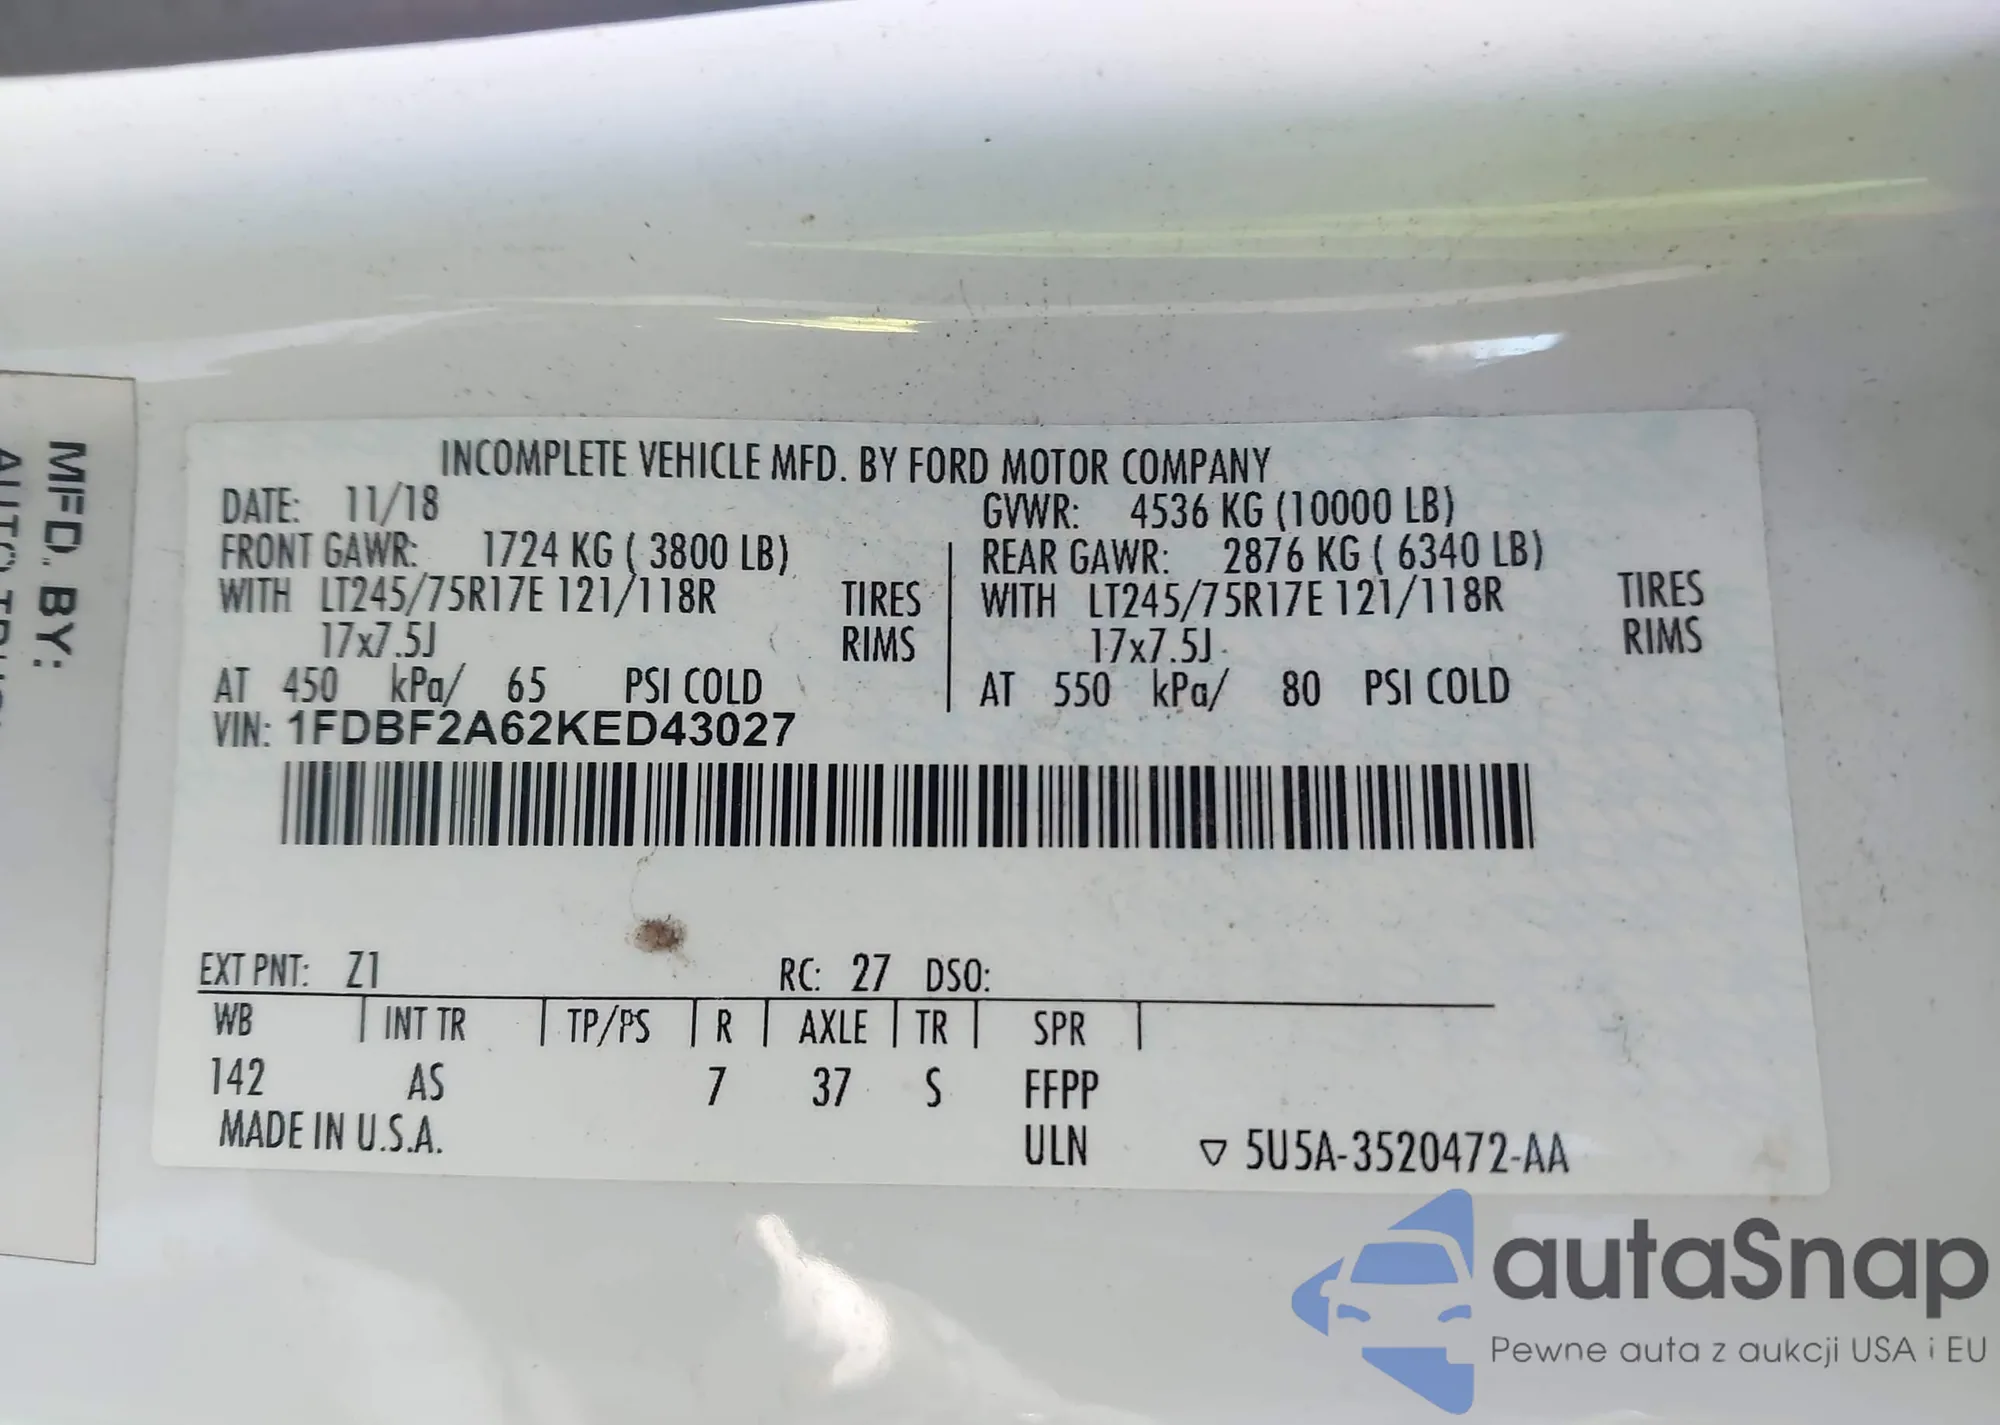 MFD. BY:
INCOMPLETE VEHICLE MFD. BY FORD MOTOR COMPANY
DATE: 11/18 GVWR: 4536 KG (10000 LB)
FRONT GAWR: 1724 KG ( 3800 LB) REAR GAWR: 2876 KG ( 6340 LB)
WITH LT245/75R17E 121/118R TIRES WITH LT245/75R17E 121/118R TIRES
17x7.5J RIMS 17x7.5J RIMS
AT 450 kPa/ 65 PSI COLD AT 550 kPa/ 80 PSI COLD
VIN: 1FDBF2A62KED43027
EXT PNT: Z1 RC: 27 DSO:
WB INT TR TP/PS R AXLE TR SPR
142 AS 7 37 S FFPP
MADE IN U.S.A. ULN ▽ 5U5A-3520472-AA
autaSnap
Pewne auta z aukcji USA i EU